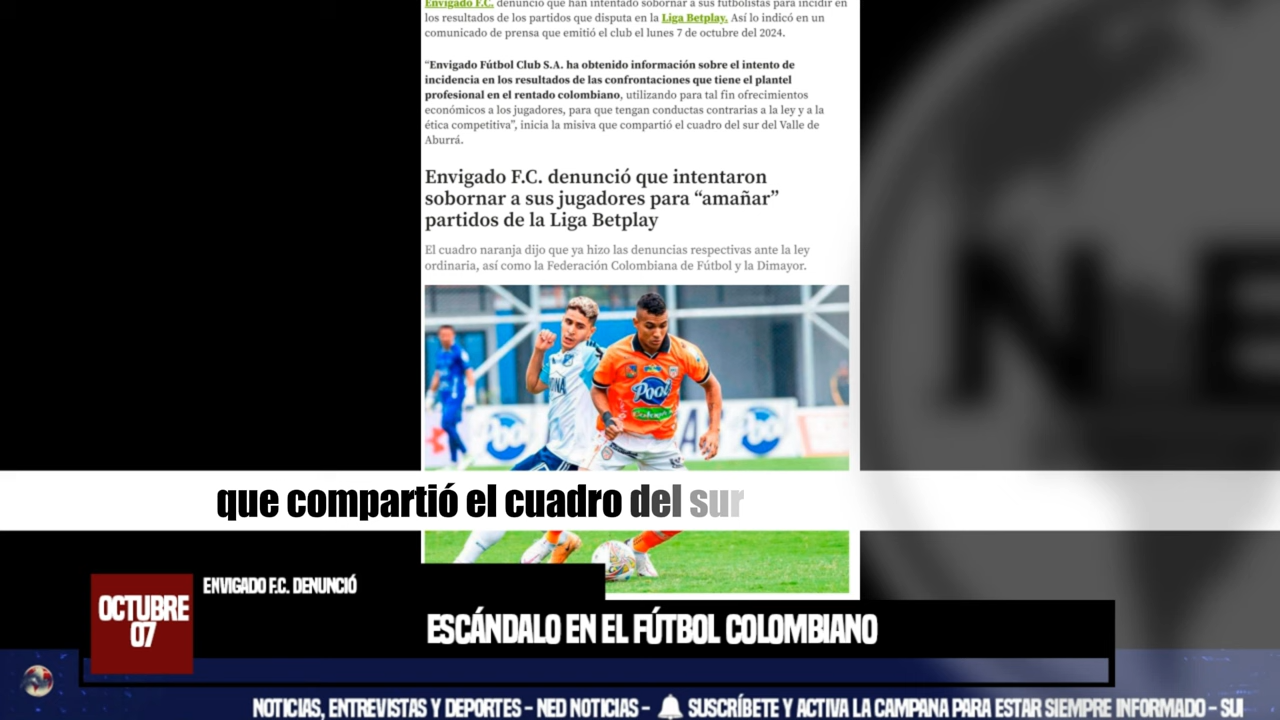 Envigado F.C. denunció que han intentado sobornar a sus futbolistas para incidir en
los resultados de los partidos que disputa en la Liga Betplay. Así lo indicó en un
comunicado de prensa que emitió el club el lunes 7 de octubre del 2024.
“Envigado Fútbol Club S.A. ha obtenido información sobre el intento de
incidencia en los resultados de las confrontaciones que tiene el plantel
profesional en el rentado colombiano, utilizando para tal fin ofrecimientos
económicos a los jugadores, para que tengan conductas contrarias a la ley y a la
ética competitiva”, inicia la misiva que compartió el cuadro del sur del Valle de
Aburrá.
Envigado F.C. denunció que intentaron
sobornar a sus jugadores para “amañar”
partidos de la Liga Betplay
El cuadro naranja dijo que ya hizo las denuncias respectivas ante la ley
ordinaria, así como la Federación Colombiana de Fútbol y la Dimayor.
Pool
Pool
Pool
NE
que compartió el cuadro del sur
OCTUBRE
07
ENVIGADO F.C. DENUNCIÓ
ESCÁNDALO EN EL FÚTBOL COLOMBIANO
NOTICIAS, ENTREVISTAS Y DEPORTES - NED NOTICIAS - SUSCRÍBETE Y ACTIVA LA CAMPANA PARA ESTAR SIEMPRE INFORMADO - SU